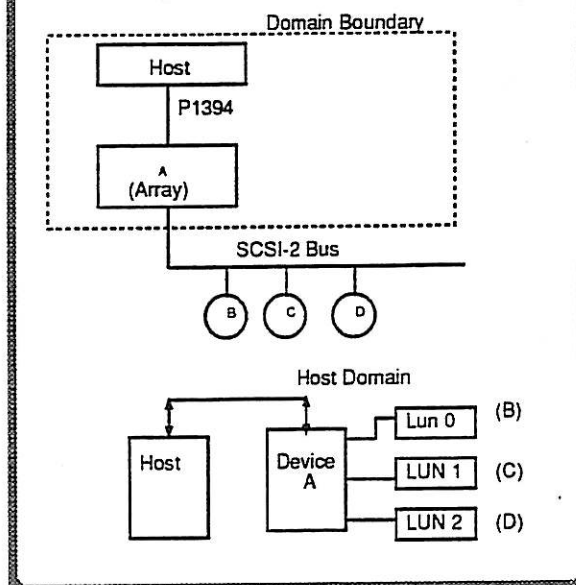 Domain Boundary
Host
P1394
A
(Array)
SCSI-2 Bus
B C D
Host Domain
Host
Device
A
Lun 0 (B)
LUN 1 (C)
LUN 2 (D)